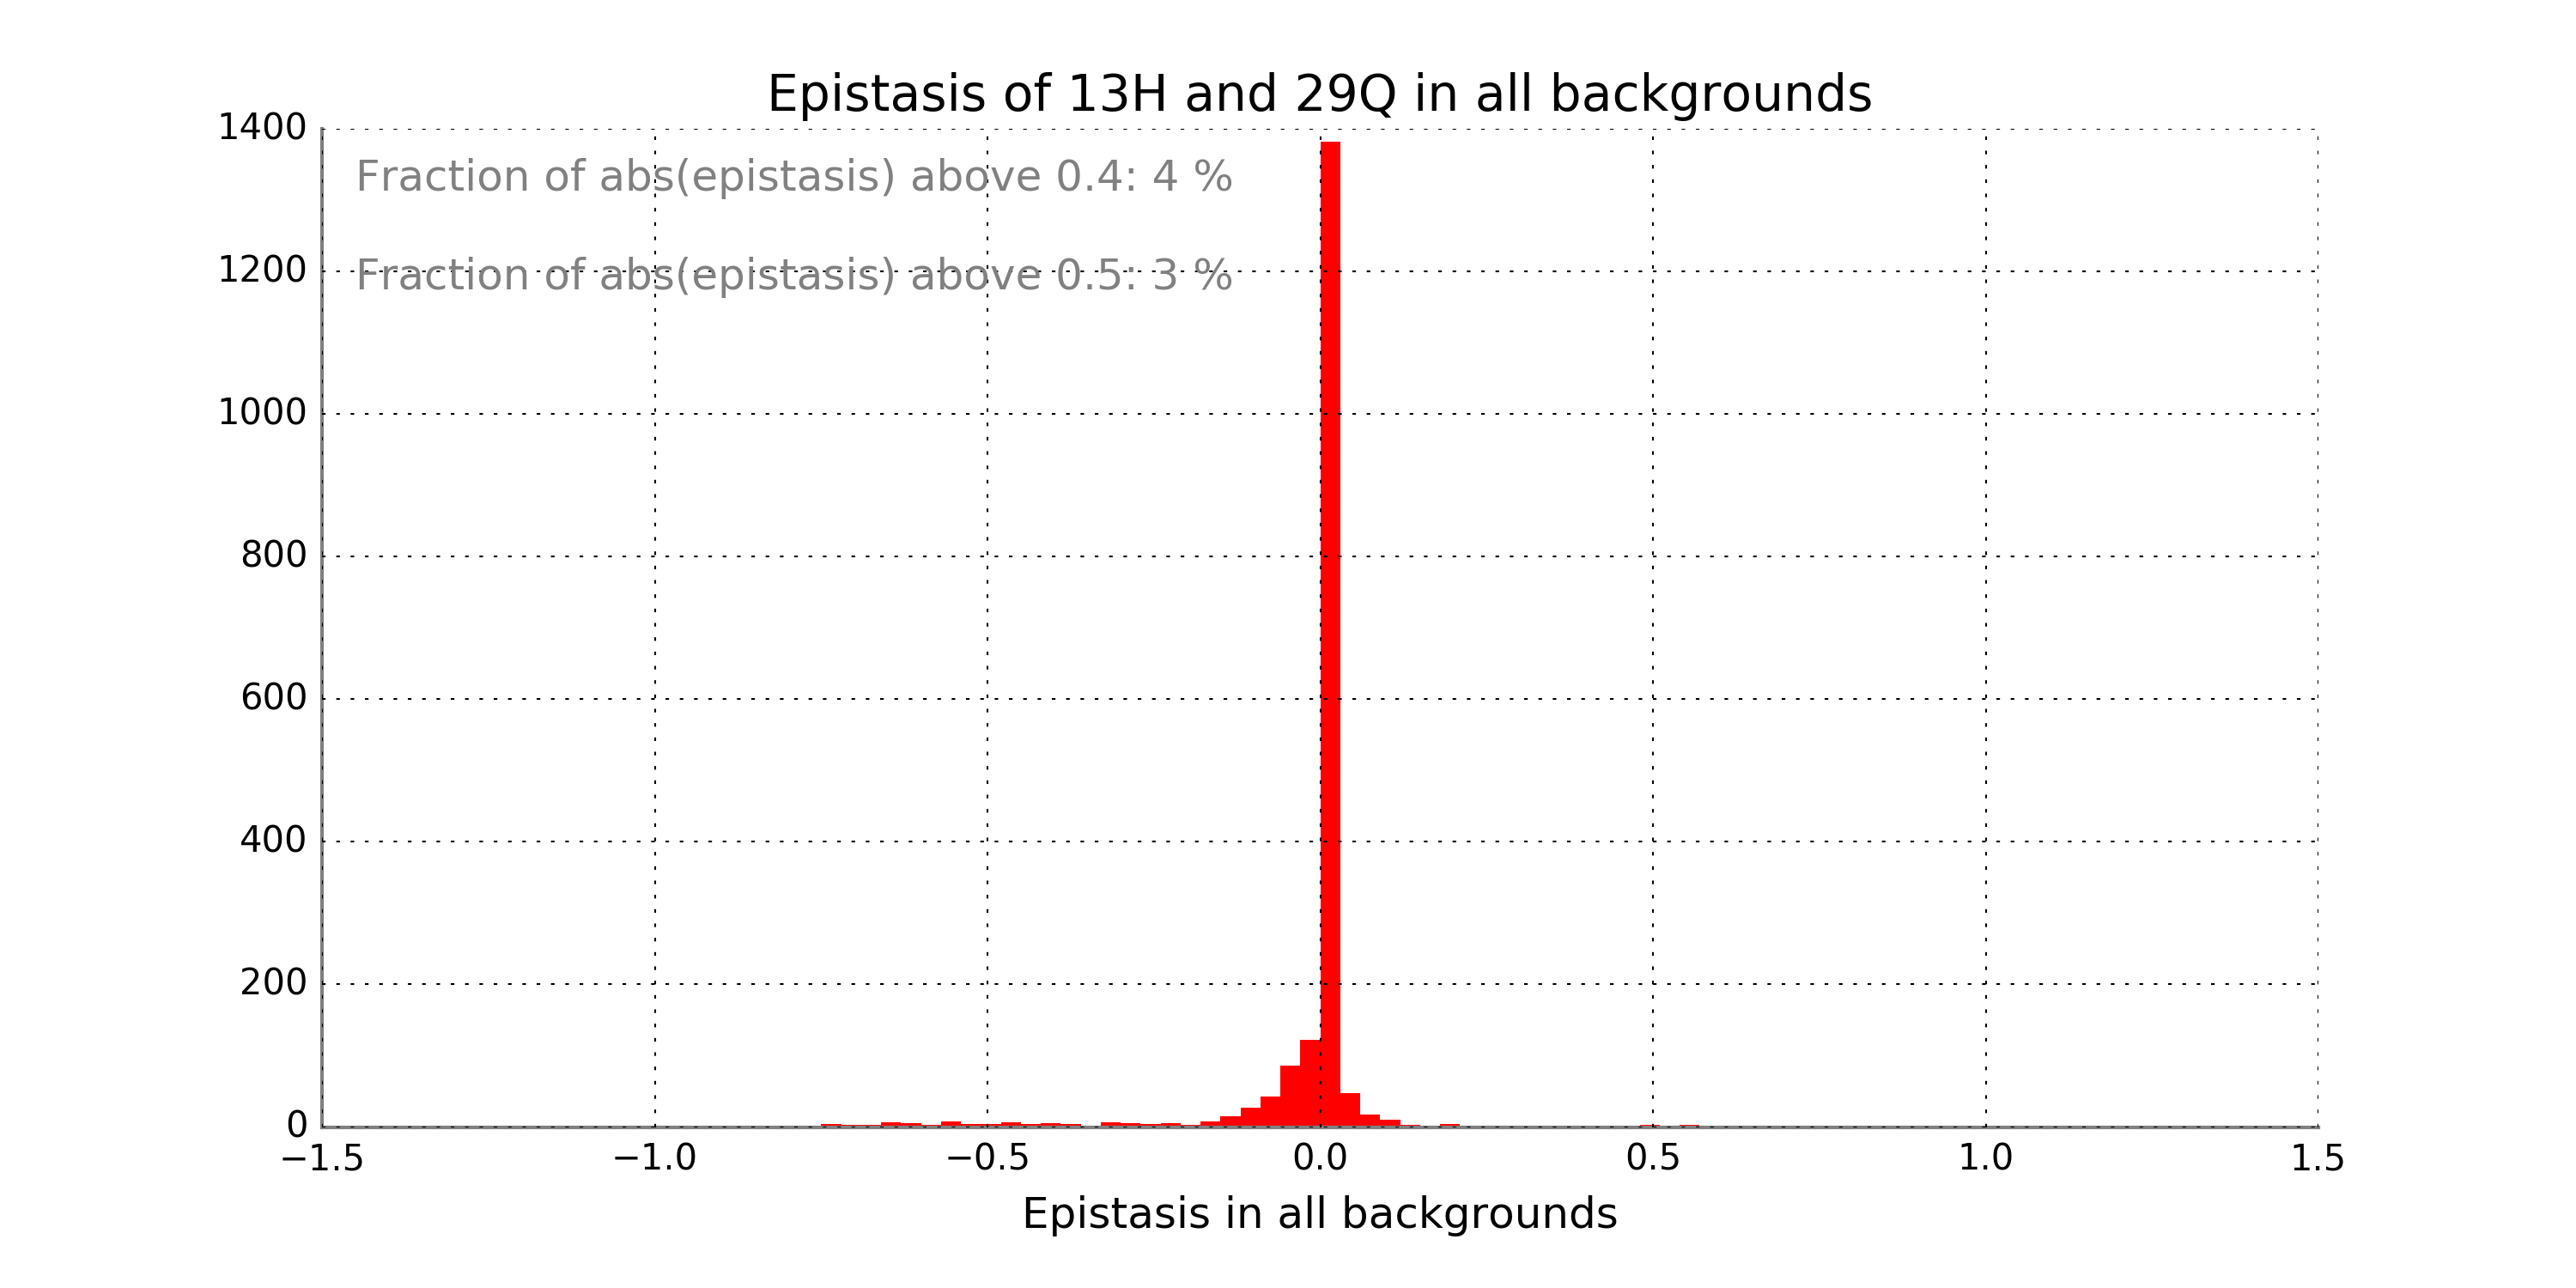 Epistasis of 13H and 29Q in all backgrounds
1400
Fraction of abs(epistasis) above 0.4: 4 %
1200
Fraction of abs(epistasis) above 0.5: 3 %
1000
800
600
400
200
0
−1.5 −1.0 −0.5 0.0 0.5 1.0 1.5
Epistasis in all backgrounds